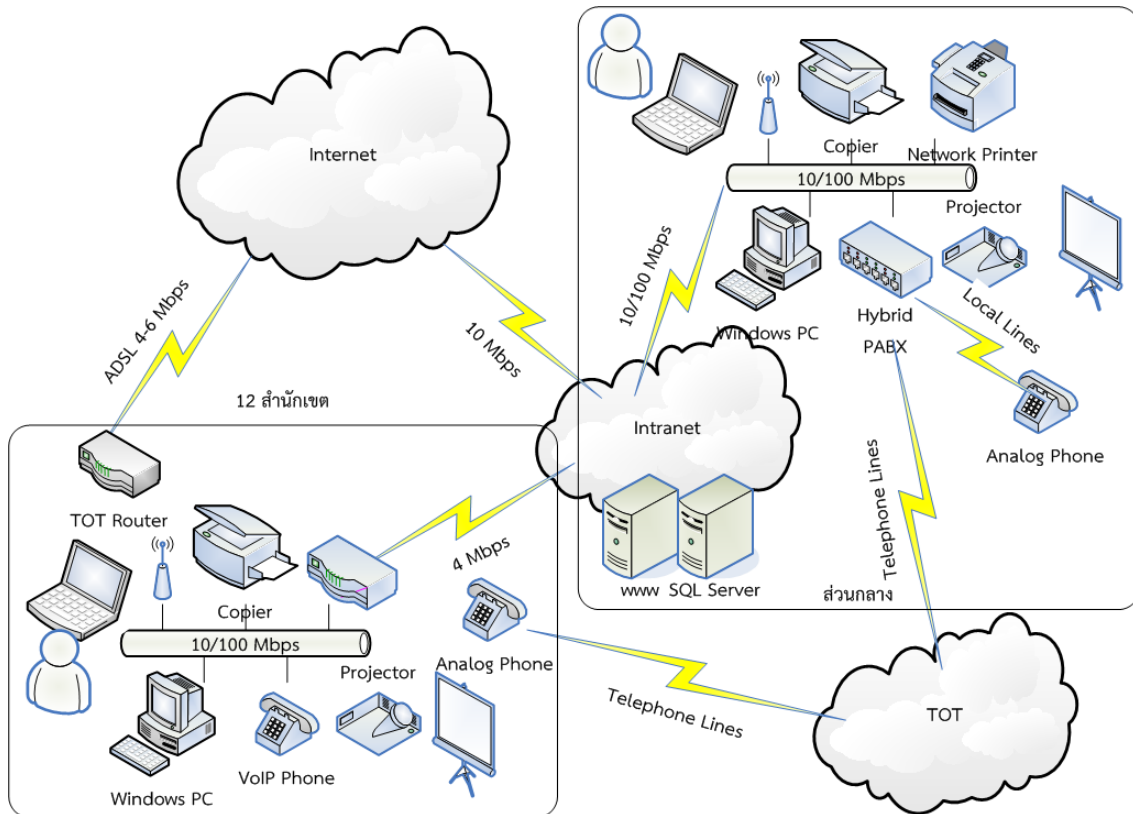 Internet
Copier
Network Printer
10/100 Mbps
Projector
Windows PC
Hybrid
PABX
Local Lines
Analog Phone
ADSL 4-6 Mbps
10 Mbps
10/100 Mbps
12 สำนักเขต
Intranet
Telephone Lines
www
SQL Server
ส่วนกลาง
TOT Router
4 Mbps
Copier
10/100 Mbps
Projector
Analog Phone
VoIP Phone
Windows PC
Telephone Lines
TOT